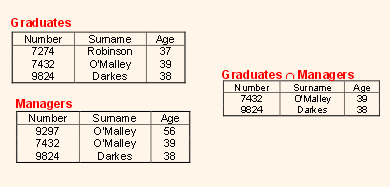 Graduates
Number Surname Age
7274 Robinson 37
7432 O'Malley 39
9824 Darkes 38
Managers
Number Surname Age
9297 O'Malley 56
7432 O'Malley 39
9824 Darkes 38
Graduates ∩ Managers
Number Surname Age
7432 O'Malley 39
9824 Darkes 38